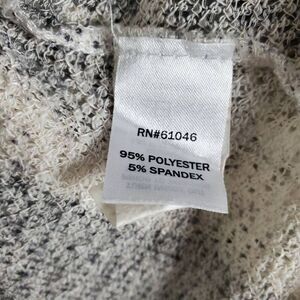 RN#61046
95% POLYESTER
5% SPANDEX